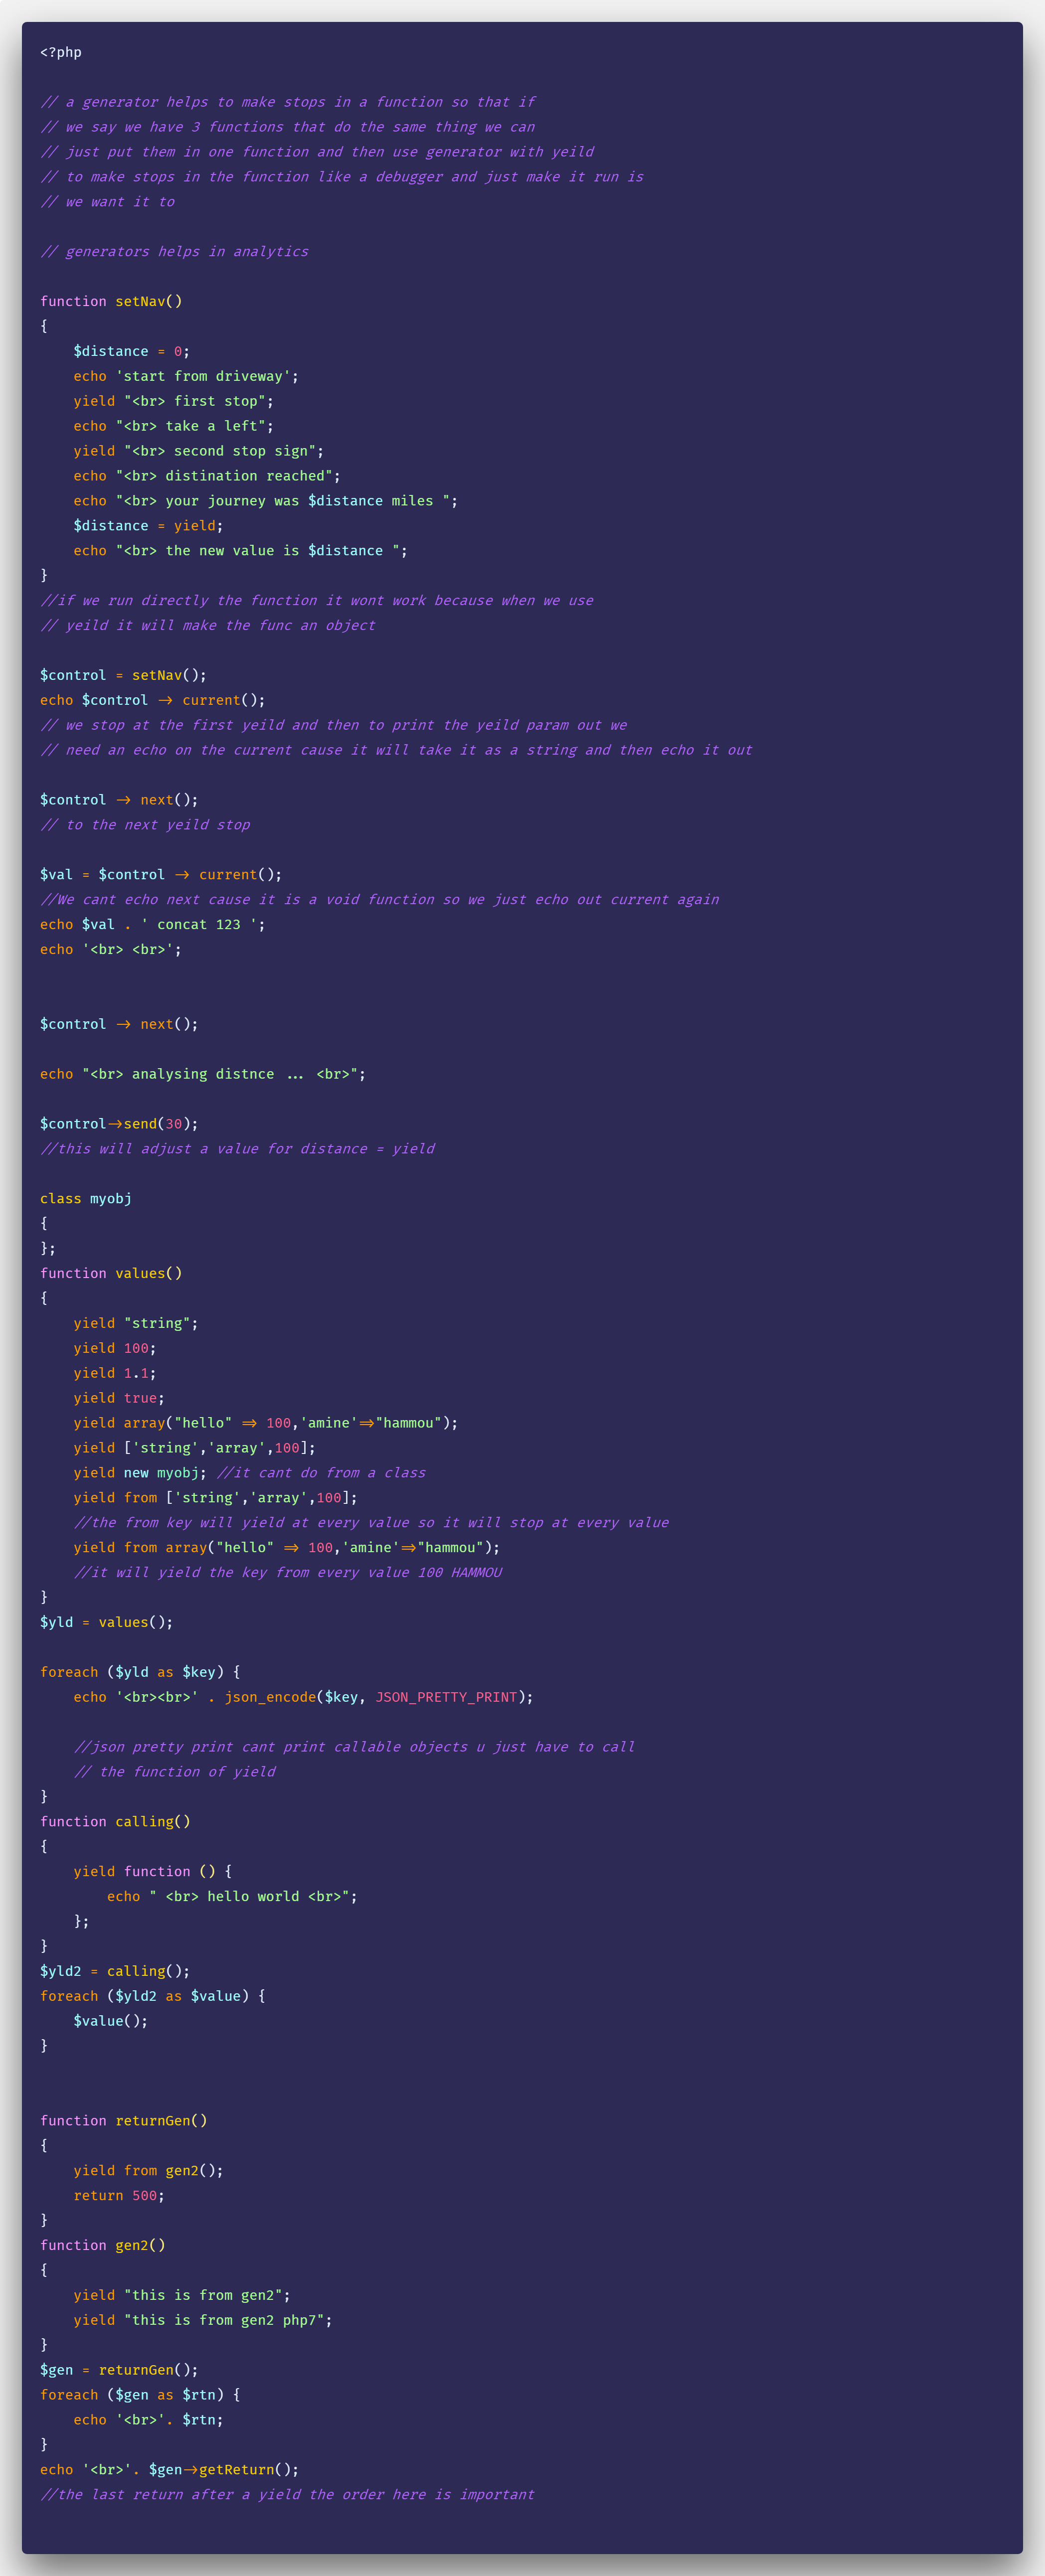 <?php
// a generator helps to make stops in a function so that if
// we say we have 3 functions that do the same thing we can
// just put them in one function and then use generator with yeild
// to make stops in the function like a debugger and just make it run is
// we want it to
// generators helps in analytics
function setNav()
{
    $distance = 0;
    echo 'start from driveway';
    yield "<br> first stop";
    echo "<br> take a left";
    yield "<br> second stop sign";
    echo "<br> distination reached";
    echo "<br> your journey was $distance miles ";
    $distance = yield;
    echo "<br> the new value is $distance ";
}
//if we run directly the function it wont work because when we use
// yeild it will make the func an object
$control = setNav();
echo $control -> current();
// we stop at the first yeild and then to print the yeild param out we
// need an echo on the current cause it will take it as a string and then echo it out
$control -> next();
// to the next yeild stop
$val = $control -> current();
//We cant echo next cause it is a void function so we just echo out current again
echo $val . ' concat 123 ';
echo '<br> <br>';
$control -> next();
echo "<br> analysing distnce ... <br>";
$control->send(30);
//this will adjust a value for distance = yield
class myobj
{
};
function values()
{
    yield "string";
    yield 100;
    yield 1.1;
    yield true;
    yield array("hello" => 100,'amine'=>"hammou");
    yield ['string','array',100];
    yield new myobj; //it cant do from a class
    yield from ['string','array',100];
    //the from key will yield at every value so it will stop at every value
    yield from array("hello" => 100,'amine'=>"hammou");
    //it will yield the key from every value 100 HAMMOU
}
$yld = values();
foreach ($yld as $key) {
    echo '<br><br>' . json_encode($key, JSON_PRETTY_PRINT);
    //json pretty print cant print callable objects u just have to call
    // the function of yield
}
function calling()
{
    yield function () {
        echo " <br> hello world <br>";
    };
}
$yld2 = calling();
foreach ($yld2 as $value) {
    $value();
}
function returnGen()
{
    yield from gen2();
    return 500;
}
function gen2()
{
    yield "this is from gen2";
    yield "this is from gen2 php7";
}
$gen = returnGen();
foreach ($gen as $rtn) {
    echo '<br>'. $rtn;
}
echo '<br>'. $gen->getReturn();
//the last return after a yield the order here is important